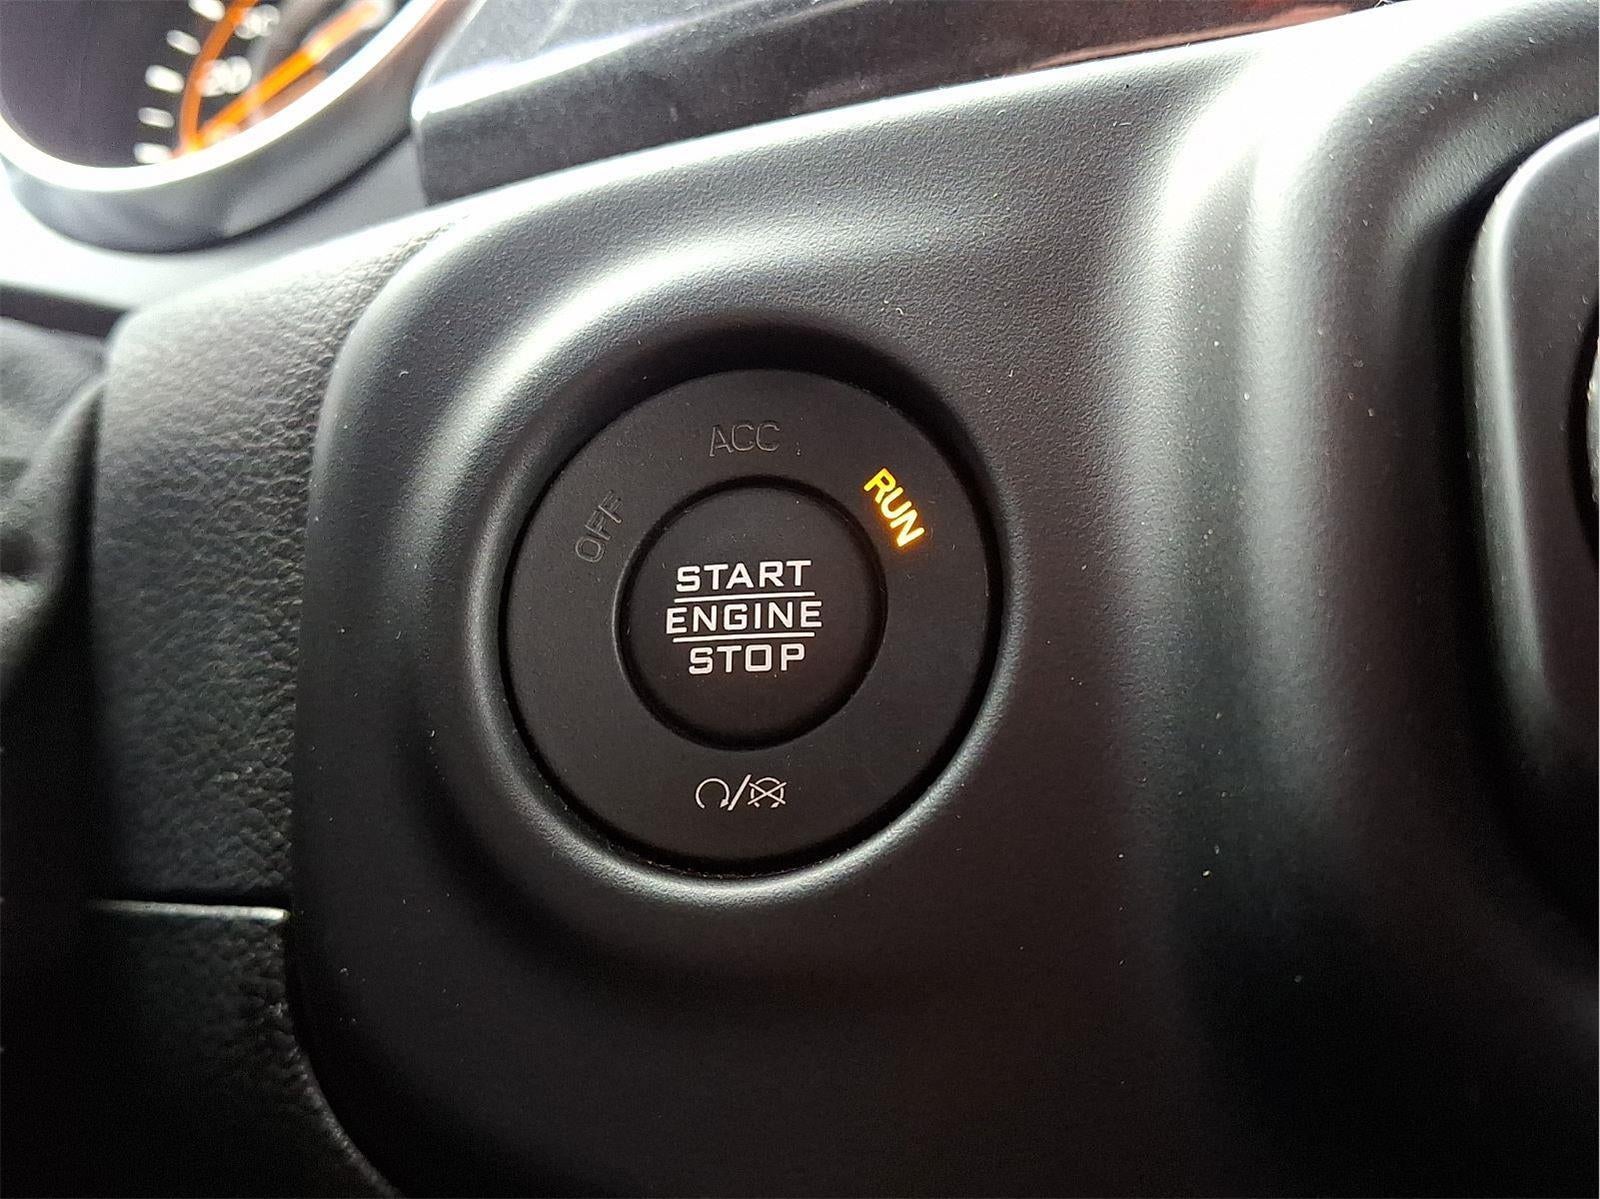 ACC
OFF
RUN
START
ENGINE
STOP